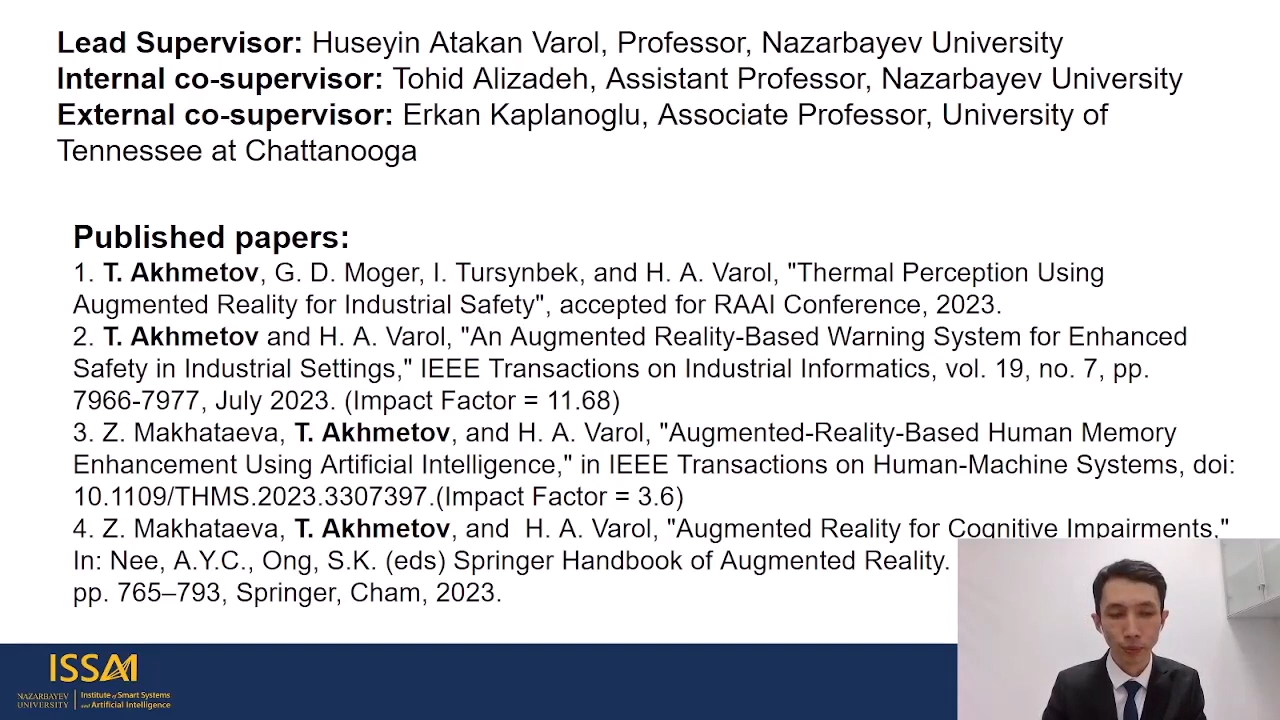 Lead Supervisor: Huseyin Atakan Varol, Professor, Nazarbayev University
Internal co-supervisor: Tohid Alizadeh, Assistant Professor, Nazarbayev University
External co-supervisor: Erkan Kaplanoglu, Associate Professor, University of
Tennessee at Chattanooga
Published papers:
1. T. Akhmetov, G. D. Moger, I. Tursynbek, and H. A. Varol, "Thermal Perception Using
Augmented Reality for Industrial Safety", accepted for RAAI Conference, 2023.
2. T. Akhmetov and H. A. Varol, "An Augmented Reality-Based Warning System for Enhanced
Safety in Industrial Settings," IEEE Transactions on Industrial Informatics, vol. 19, no. 7, pp.
7966-7977, July 2023. (Impact Factor = 11.68)
3. Z. Makhataeva, T. Akhmetov, and H. A. Varol, "Augmented-Reality-Based Human Memory
Enhancement Using Artificial Intelligence," in IEEE Transactions on Human-Machine Systems, doi:
10.1109/THMS.2023.3307397.(Impact Factor = 3.6)
4. Z. Makhataeva, T. Akhmetov, and H. A. Varol, "Augmented Reality for Cognitive Impairments,"
In: Nee, A.Y.C., Ong, S.K. (eds) Springer Handbook of Augmented Reality.
pp. 765–793, Springer, Cham, 2023.
ISSAI
NAZARBAYEV
UNIVERSITY
Institute of Smart Systems
and Artificial Intelligence